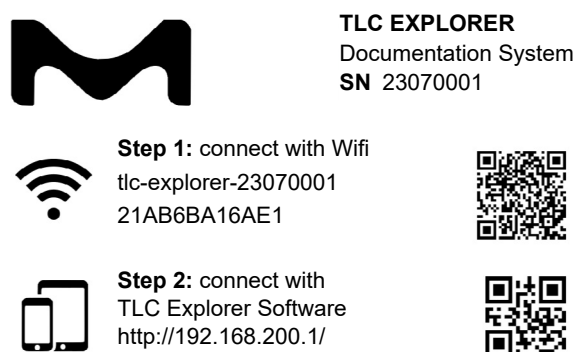 TLC EXPLORER
Documentation System
SN 23070001
Step 1: connect with Wifi
tlc-explorer-23070001
21AB6BA16AE1
Step 2: connect with
TLC Explorer Software
http://192.168.200.1/